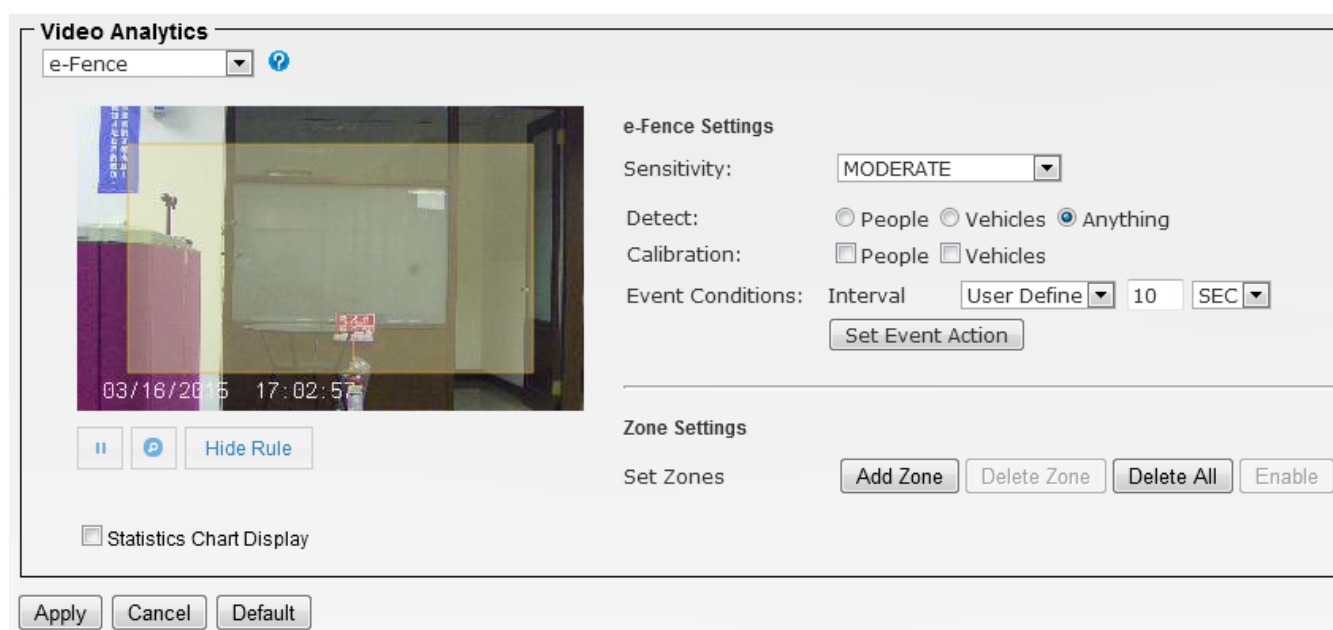 Video Analytics
e-Fence
e-Fence Settings
Sensitivity: MODERATE
Detect: People Vehicles Anything
Calibration: People Vehicles
Event Conditions: Interval User Define 10 SEC
Set Event Action
03/16/2015 17:02:57
Zone Settings
Hide Rule
Set Zones Add Zone Delete Zone Delete All Enable
Statistics Chart Display
Apply Cancel Default